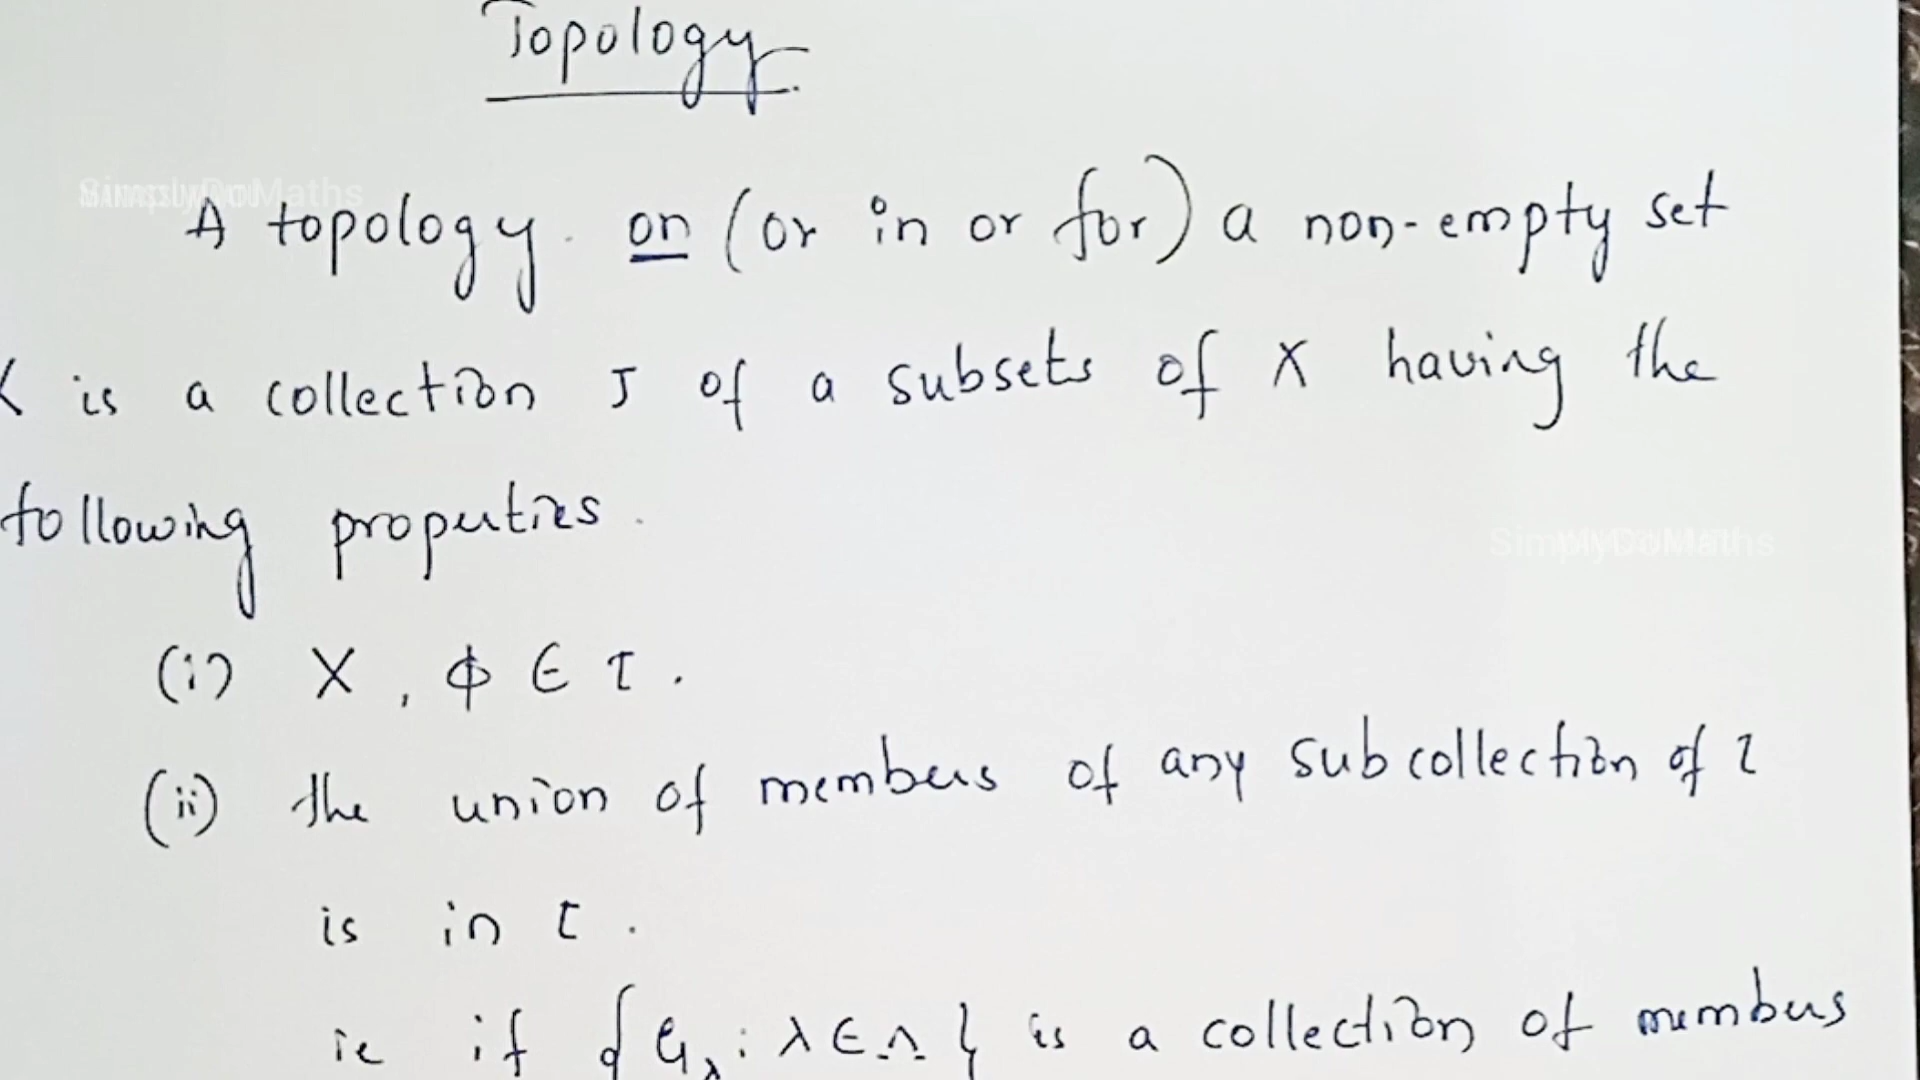 Topology
A topology on (or in or for) a non-empty set
X is a collection J of a subsets of X having the
following properties.
(i) X, φ ∈ τ.
(ii) the union of members of any subcollection of τ
is in τ.
ie if {G_λ : λ ∈ Λ} is a collection of members
SimplyDoMaths